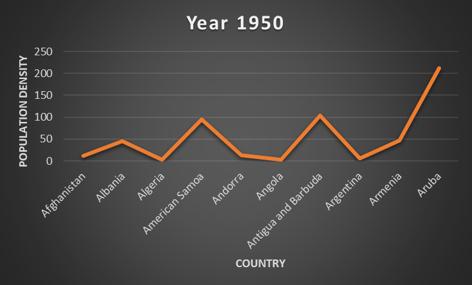 Year 1950
POPULATION DENSITY
250
200
150
100
50
0
Afghanistan
Albania
Algeria
American Samoa
Andorra
Angola
Antigua and Barbuda
Argentina
Armenia
Aruba
COUNTRY